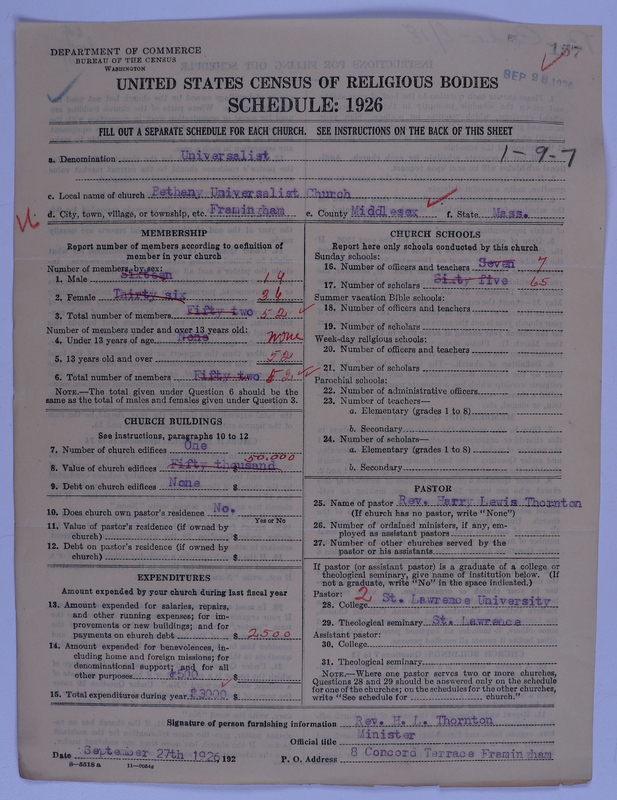 157
DEPARTMENT OF COMMERCE
BUREAU OF THE CENSUS
WASHINGTON
SEP 28 192
UNITED STATES CENSUS OF RELIGIOUS BODIES
SCHEDULE: 1926
FILL OUT A SEPARATE SCHEDULE FOR EACH CHURCH. SEE INSTRUCTIONS ON THE BACK OF THIS SHEET
a. Denomination Universalist 1-9-7
c. Local name of church Bethany Universalist Church
d. City, town, village, or township, etc. Framingham e. County Middlesex f. State Mass.
MEMBERSHIP
Report number of members according to definition of
member in your church
Number of members by sex:
1. Male Sixteen 16
2. Female Thirty six 36
3. Total number of members Fifty two 52
Number of members under and over 13 years old:
4. Under 13 years of age None none
5. 13 years old and over 52
6. Total number of members Fifty two 52
NOTE.—The total given under Question 6 should be
same as the total of males and females given under Question 3.
CHURCH BUILDINGS
See instructions, paragraphs 10 to 12
7. Number of church edifices One
8. Value of church edifices Fifty thousand 50.000
9. Debt on church edifices None $
10. Does church own pastor's residence No.
Yes or No
11. Value of pastor's residence (if owned by
church) $
12. Debt on pastor's residence (if owned by
church) $
EXPENDITURES
Amount expended by your church during last fiscal year
13. Amount expended for salaries, repairs,
and other running expenses; for im-
provements or new buildings; and for
payments on church debt $ 2500
14. Amount expended for benevolences, in-
cluding home and foreign missions; for
denominational support; and for all
other purposes $500 $
15. Total expenditures during year $3000 $
CHURCH SCHOOLS
Report here only schools conducted by this church
Sunday schools:
16. Number of officers and teachers Seven 7
17. Number of scholars Sixty five 65
Summer vacation Bible schools:
18. Number of officers and teachers
19. Number of scholars
Week-day religious schools:
20. Number of officers and teachers
21. Number of scholars
Parochial schools:
22. Number of administrative officers
23. Number of teachers—
a. Elementary (grades 1 to 8)
b. Secondary
24. Number of scholars—
a. Elementary (grades 1 to 8)
b. Secondary
PASTOR
25. Name of pastor Rev. Harry Lewis Thornton
(If church has no pastor, write "None")
26. Number of ordained ministers, if any, em-
ployed as assistant pastors
27. Number of other churches served by the
pastor or his assistants
If pastor (or assistant pastor) is a graduate of a college or
theological seminary, give name of institution below. (If
not a graduate, write "No" in the space indicated.)
Pastor: 2
28. College St. Lawrence University
29. Theological seminary St. Lawrence
Assistant pastor:
30. College
31. Theological seminary
NOTE.—Where one pastor serves two or more churches,
Questions 28 and 29 should be answered only on the schedule
for one of the churches; on the schedules for the other churches,
write "See schedule for church."
Signature of person furnishing information Rev. H. L. Thornton
Official title Minister
Date September 27th 1926 192 P. O. Address 8 Concord Terrace Framingham
8—5518 a